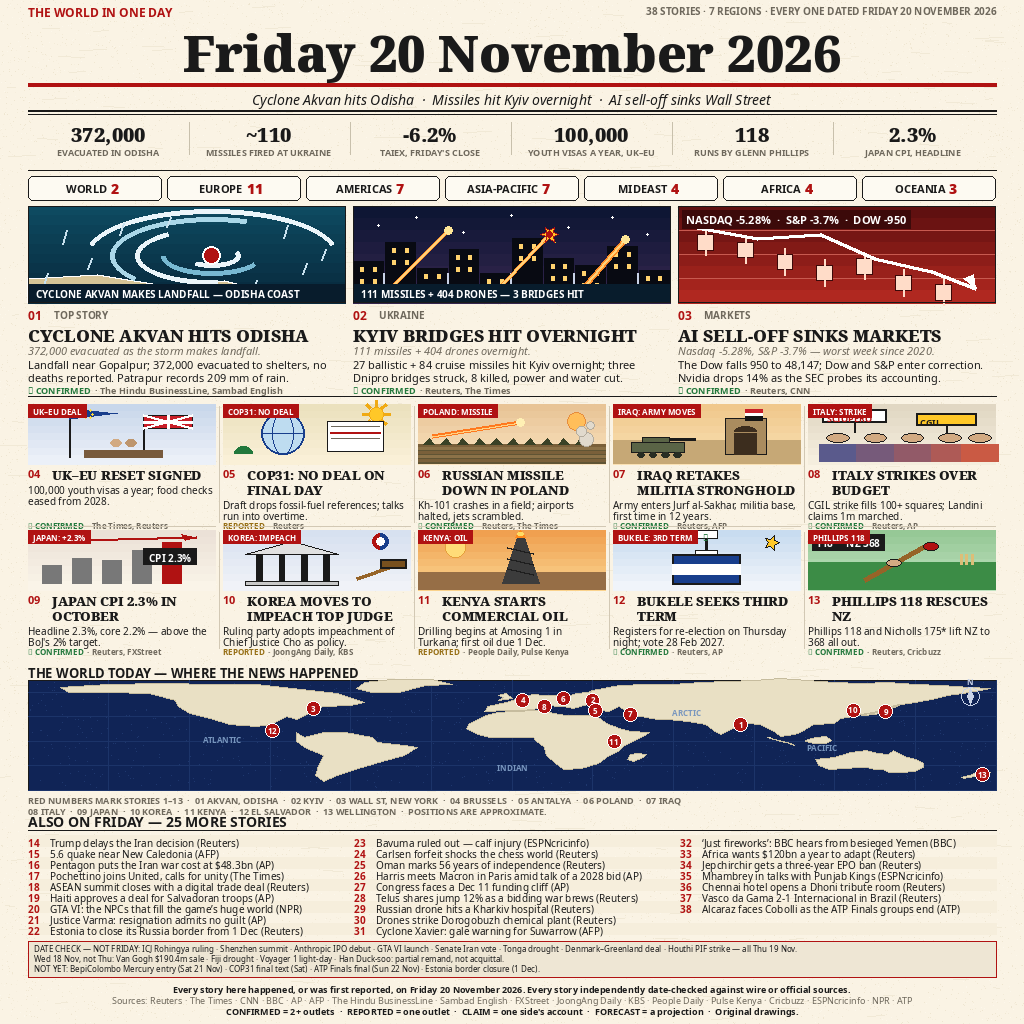 THE WORLD IN ONE DAY
38 STORIES · 7 REGIONS · EVERY ONE DATED FRIDAY 20 NOVEMBER 2026
Friday 20 November 2026
Cyclone Akvan hits Odisha · Missiles hit Kyiv overnight · AI sell-off sinks Wall Street
372,000
EVACUATED IN ODISHA
~110
MISSILES FIRED AT UKRAINE
-6.2%
TAIEX, FRIDAY'S CLOSE
100,000
YOUTH VISAS A YEAR, UK–EU
118
RUNS BY GLENN PHILLIPS
2.3%
JAPAN CPI, HEADLINE
WORLD 2
EUROPE 11
AMERICAS 7
ASIA-PACIFIC 7
MIDEAST 4
AFRICA 4
OCEANIA 3
CYCLONE AKVAN MAKES LANDFALL — ODISHA COAST
01 TOP STORY
CYCLONE AKVAN HITS ODISHA
372,000 evacuated as the storm makes landfall.
Landfall near Gopalpur; 372,000 evacuated to shelters, no
deaths reported. Patrapur records 209 mm of rain.
CONFIRMED · The Hindu BusinessLine, Sambad English
111 MISSILES + 404 DRONES — 3 BRIDGES HIT
02 UKRAINE
KYIV BRIDGES HIT OVERNIGHT
111 missiles + 404 drones overnight.
27 ballistic + 84 cruise missiles hit Kyiv overnight; three
Dnipro bridges struck, 8 killed, power and water cut.
CONFIRMED · Reuters, The Times
NASDAQ -5.28% · S&P -3.7% · DOW -950
03 MARKETS
AI SELL-OFF SINKS MARKETS
Nasdaq -5.28%, S&P -3.7% — worst week since 2020.
The Dow falls 950 to 48,147; Dow and S&P enter correction.
Nvidia drops 14% as the SEC probes its accounting.
CONFIRMED · Reuters, CNN
UK–EU DEAL
04 UK–EU RESET SIGNED
100,000 youth visas a year; food checks
eased from 2028.
CONFIRMED · The Times, Reuters
COP31: NO DEAL
05 COP31: NO DEAL ON
FINAL DAY
Draft drops fossil-fuel references; talks
run into overtime.
REPORTED · Reuters
POLAND: MISSILE
06 RUSSIAN MISSILE
DOWN IN POLAND
Kh-101 crashes in a field; airports
halted, jets scrambled.
CONFIRMED · Reuters, The Times
IRAQ: ARMY MOVES
07 IRAQ RETAKES
MILITIA STRONGHOLD
Army enters Jurf al-Sakhar, militia base,
first time in 12 years.
CONFIRMED · Reuters, AFP
ITALY: STRIKE
CGIL
08 ITALY STRIKES OVER
BUDGET
CGIL strike fills 100+ squares; Landini
claims 1m marched.
CONFIRMED · Reuters, AP
JAPAN: +2.3%
CPI 2.3%
09 JAPAN CPI 2.3% IN
OCTOBER
Headline 2.3%, core 2.2% — above the
BoJ's 2% target.
CONFIRMED · Reuters, FXStreet
KOREA: IMPEACH
10 KOREA MOVES TO
IMPEACH TOP JUDGE
Ruling party adopts impeachment of
Chief Justice Cho as policy.
REPORTED · JoongAng Daily, KBS
KENYA: OIL
11 KENYA STARTS
COMMERCIAL OIL
Drilling begins at Amosing 1 in
Turkana; first oil due 1 Dec.
REPORTED · People Daily, Pulse Kenya
BUKELE: 3RD TERM
12 BUKELE SEEKS THIRD
TERM
Registers for re-election on Thursday
night; vote 28 Feb 2027.
CONFIRMED · Reuters, AP
PHILLIPS 118
13 PHILLIPS 118 RESCUES
NZ
Phillips 118 and Nicholls 175* lift NZ to
368 all out.
CONFIRMED · Reuters, Cricbuzz
THE WORLD TODAY — WHERE THE NEWS HAPPENED
N
4
6
2
8
5
3
7
10
9
12
1
11
13
ARCTIC
ATLANTIC
PACIFIC
INDIAN
RED NUMBERS MARK STORIES 1–13 · 01 AKVAN, ODISHA · 02 KYIV · 03 WALL ST, NEW YORK · 04 BRUSSELS · 05 ANTALYA · 06 POLAND · 07 IRAQ
08 ITALY · 09 JAPAN · 10 KOREA · 11 KENYA · 12 EL SALVADOR · 13 WELLINGTON · POSITIONS ARE APPROXIMATE.
ALSO ON FRIDAY — 25 MORE STORIES
14 Trump delays the Iran decision (Reuters)
15 5.6 quake near New Caledonia (AFP)
16 Pentagon puts the Iran war cost at $48.3bn (AP)
17 Pochettino joins United, calls for unity (The Times)
18 ASEAN summit closes with a digital trade deal (Reuters)
19 Haiti approves a deal for Salvadoran troops (AP)
20 GTA VI: the NPCs that fill the game's huge world (NPR)
21 Justice Varma: resignation admits no guilt (AP)
22 Estonia to close its Russia border from 1 Dec (Reuters)
23 Bavuma ruled out — calf injury (ESPNcricinfo)
24 Carlsen forfeit shocks the chess world (Reuters)
25 Oman marks 56 years of independence (Reuters)
26 Harris meets Macron in Paris amid talk of a 2028 bid (AP)
27 Congress faces a Dec 11 funding cliff (AP)
28 Telus shares jump 12% as a bidding war brews (Reuters)
29 Russian drone hits a Kharkiv hospital (Reuters)
30 Drones strike Dorogobuzh chemical plant (Reuters)
31 Cyclone Xavier: gale warning for Suwarrow (AFP)
32 'Just fireworks': BBC hears from besieged Yemen (BBC)
33 Africa wants $120bn a year to adapt (Reuters)
34 Jepchirchir gets a three-year EPO ban (Reuters)
35 Mhambrey in talks with Punjab Kings (ESPNcricinfo)
36 Chennai hotel opens a Dhoni tribute room (Reuters)
37 Vasco da Gama 2-1 Internacional in Brazil (Reuters)
38 Alcaraz faces Cobolli as the ATP Finals groups end (ATP)
DATE CHECK — NOT FRIDAY: ICJ Rohingya ruling · Shenzhen summit · Anthropic IPO debut · GTA VI launch · Senate Iran vote · Tonga drought · Denmark–Greenland deal · Houthi PIF strike — all Thu 19 Nov.
Wed 18 Nov, not Thu: Van Gogh $190.4m sale · Fiji drought · Voyager 1 light-day · Han Duck-soo: partial remand, not acquittal.
NOT YET: BepiColombo Mercury entry (Sat 21 Nov) · COP31 final text (Sat) · ATP Finals final (Sun 22 Nov) · Estonia border closure (1 Dec).
Every story here happened, or was first reported, on Friday 20 November 2026. Every story independently date-checked against wire or official sources.
Sources: Reuters · The Times · CNN · BBC · AP · AFP · The Hindu BusinessLine · Sambad English · FXStreet · JoongAng Daily · KBS · People Daily · Pulse Kenya · Cricbuzz · ESPNcricinfo · NPR · ATP
CONFIRMED = 2+ outlets · REPORTED = one outlet · CLAIM = one side's account · FORECAST = a projection · Original drawings.